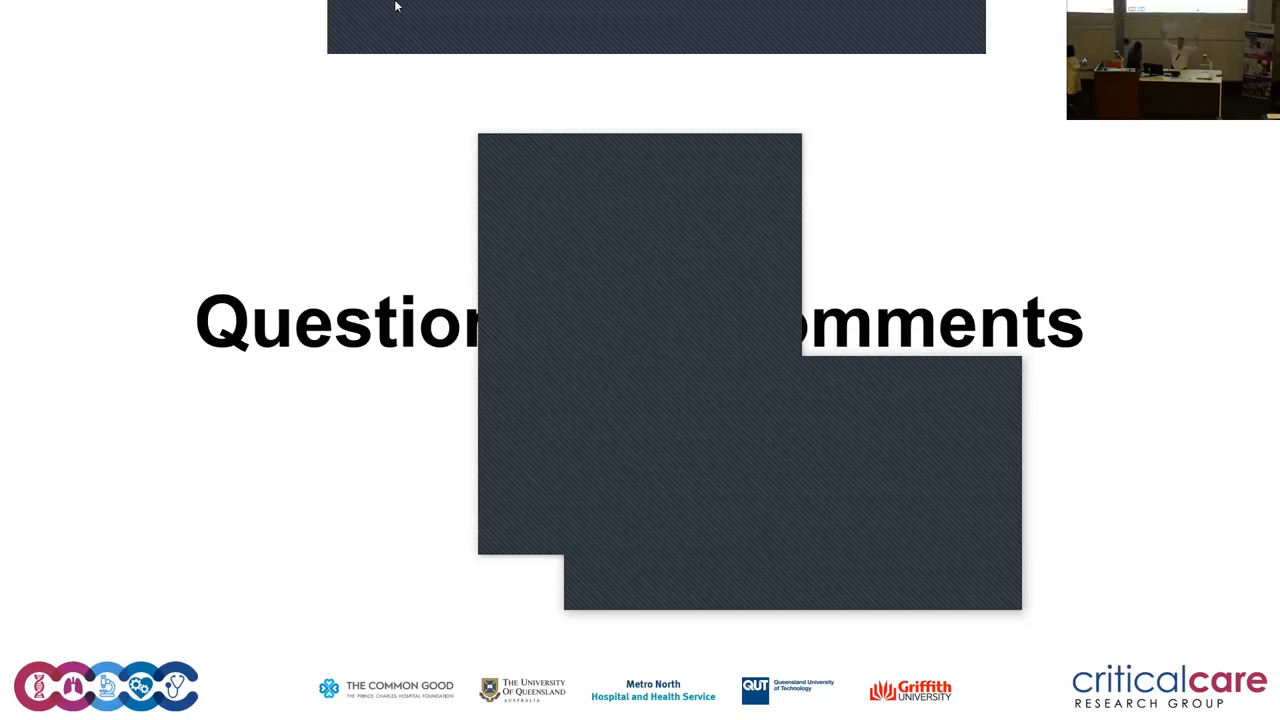 Question
omments
THE COMMON GOOD
THE PRINCE CHARLES HOSPITAL FOUNDATION
THE UNIVERSITY
OF QUEENSLAND
AUSTRALIA
Metro North
Hospital and Health Service
QUT
Queensland University
of Technology
Griffith
UNIVERSITY
criticalcare
RESEARCH GROUP